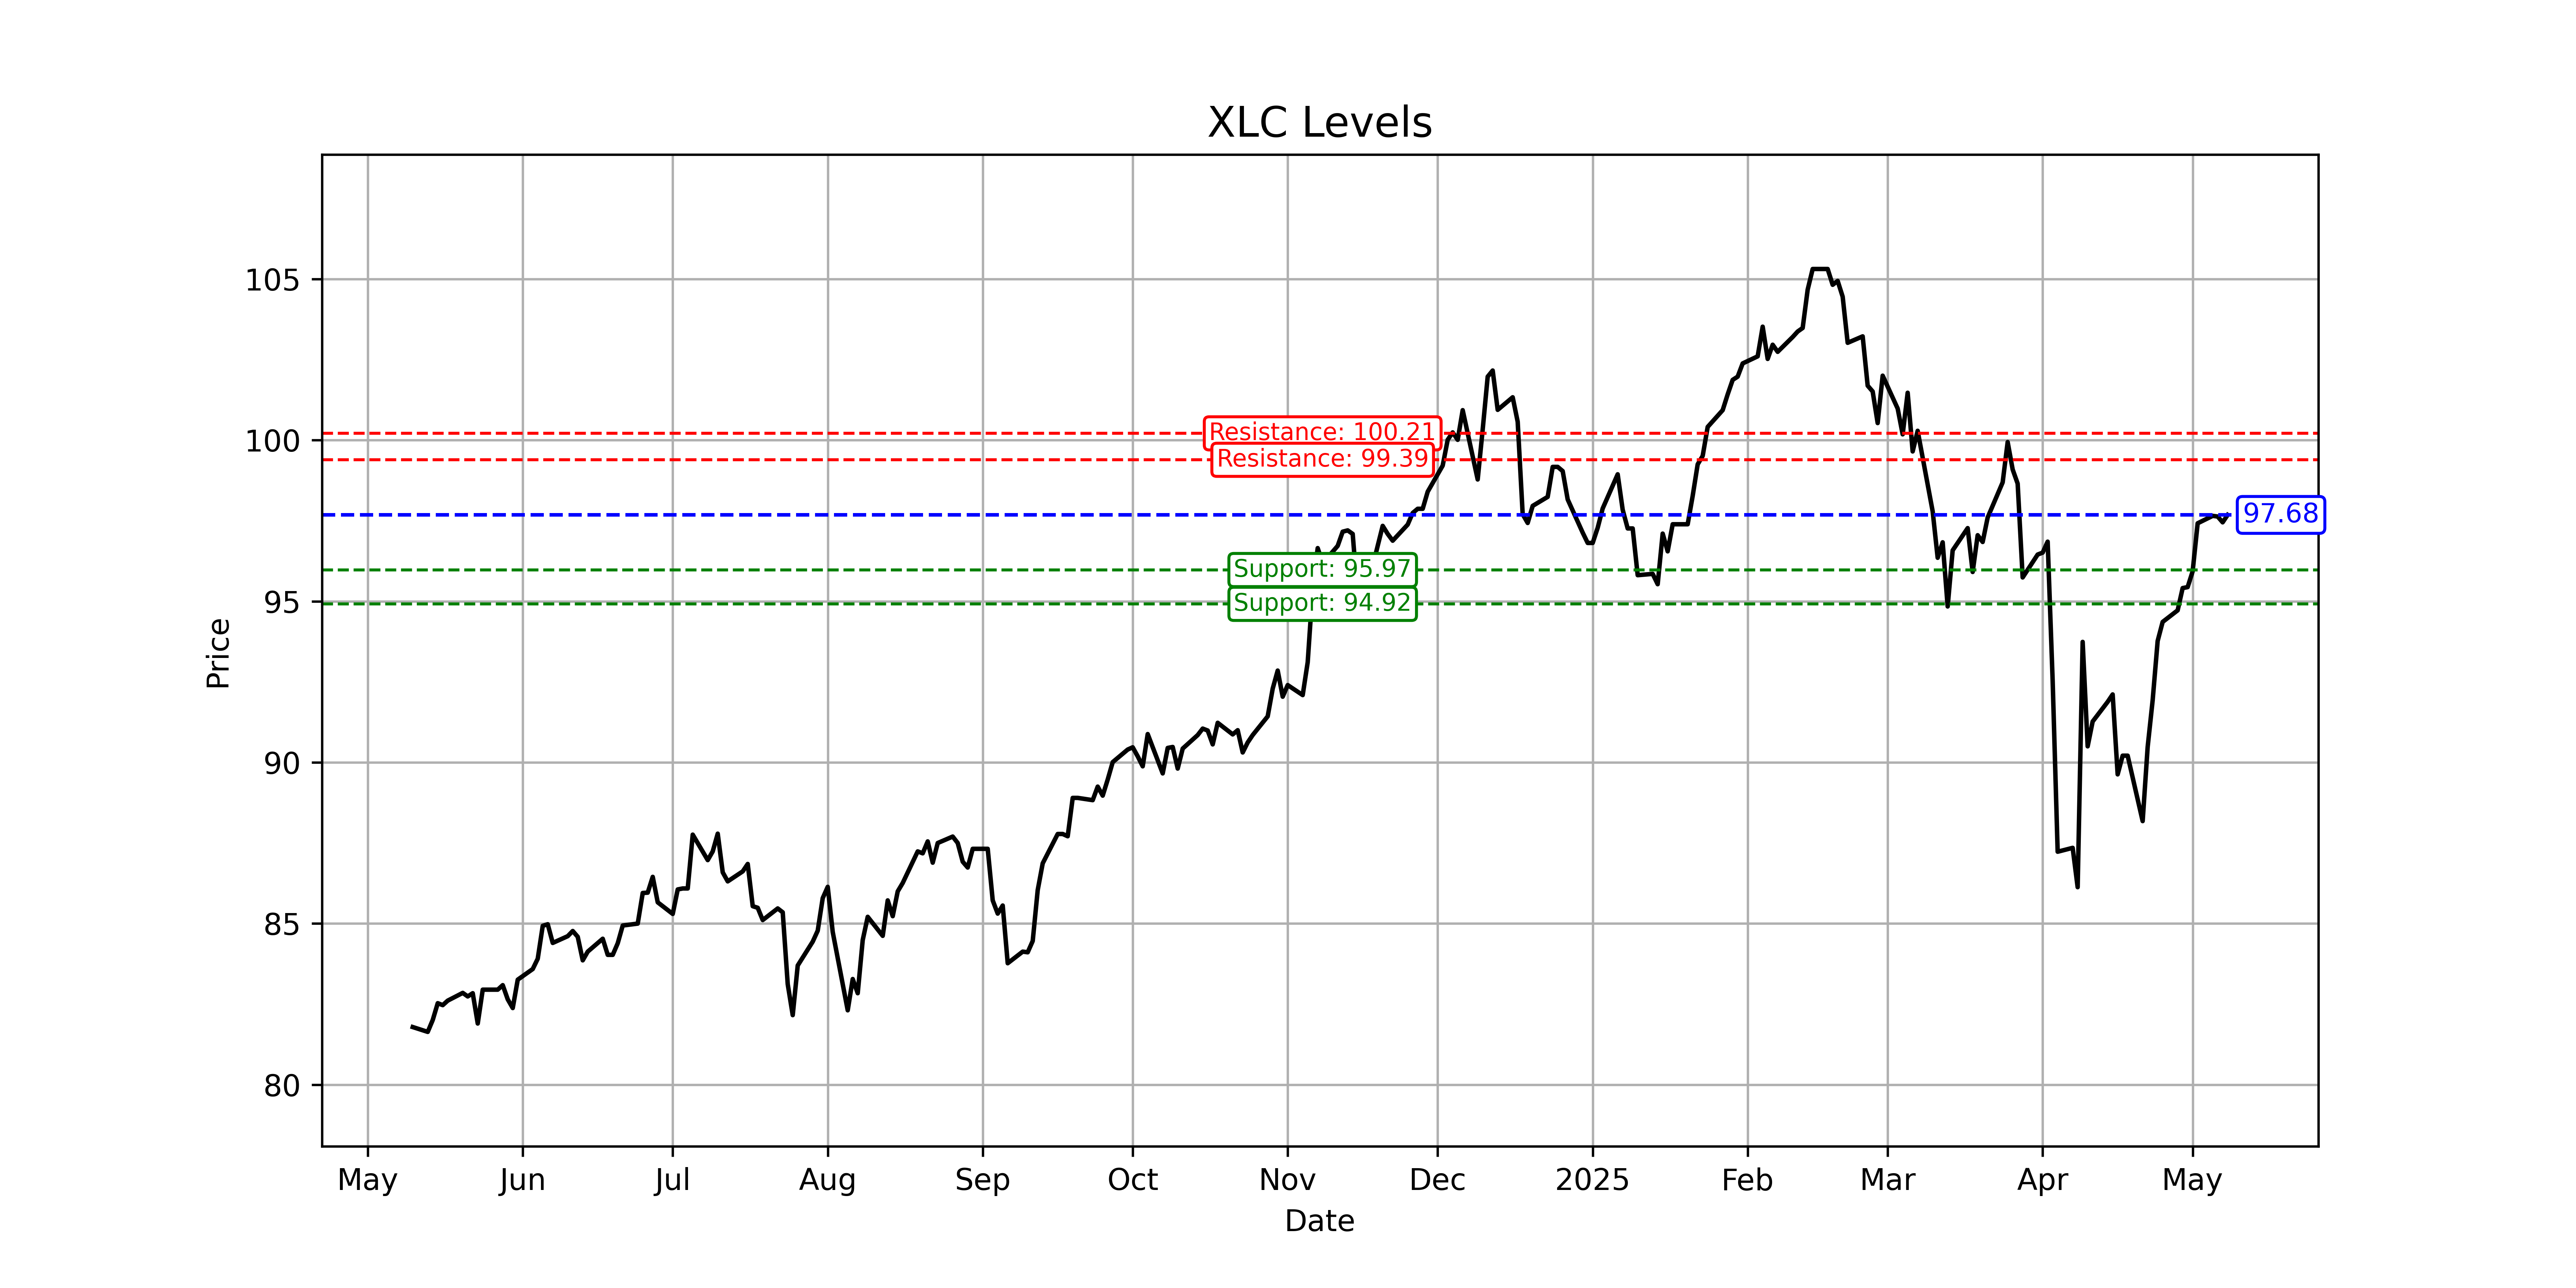 XLC Levels
105
100
95
90
85
80
Price
Resistance: 100.21
Resistance: 99.39
97.68
Support: 95.97
Support: 94.92
May Jun Jul Aug Sep Oct Nov Dec 2025 Feb Mar Apr May
Date